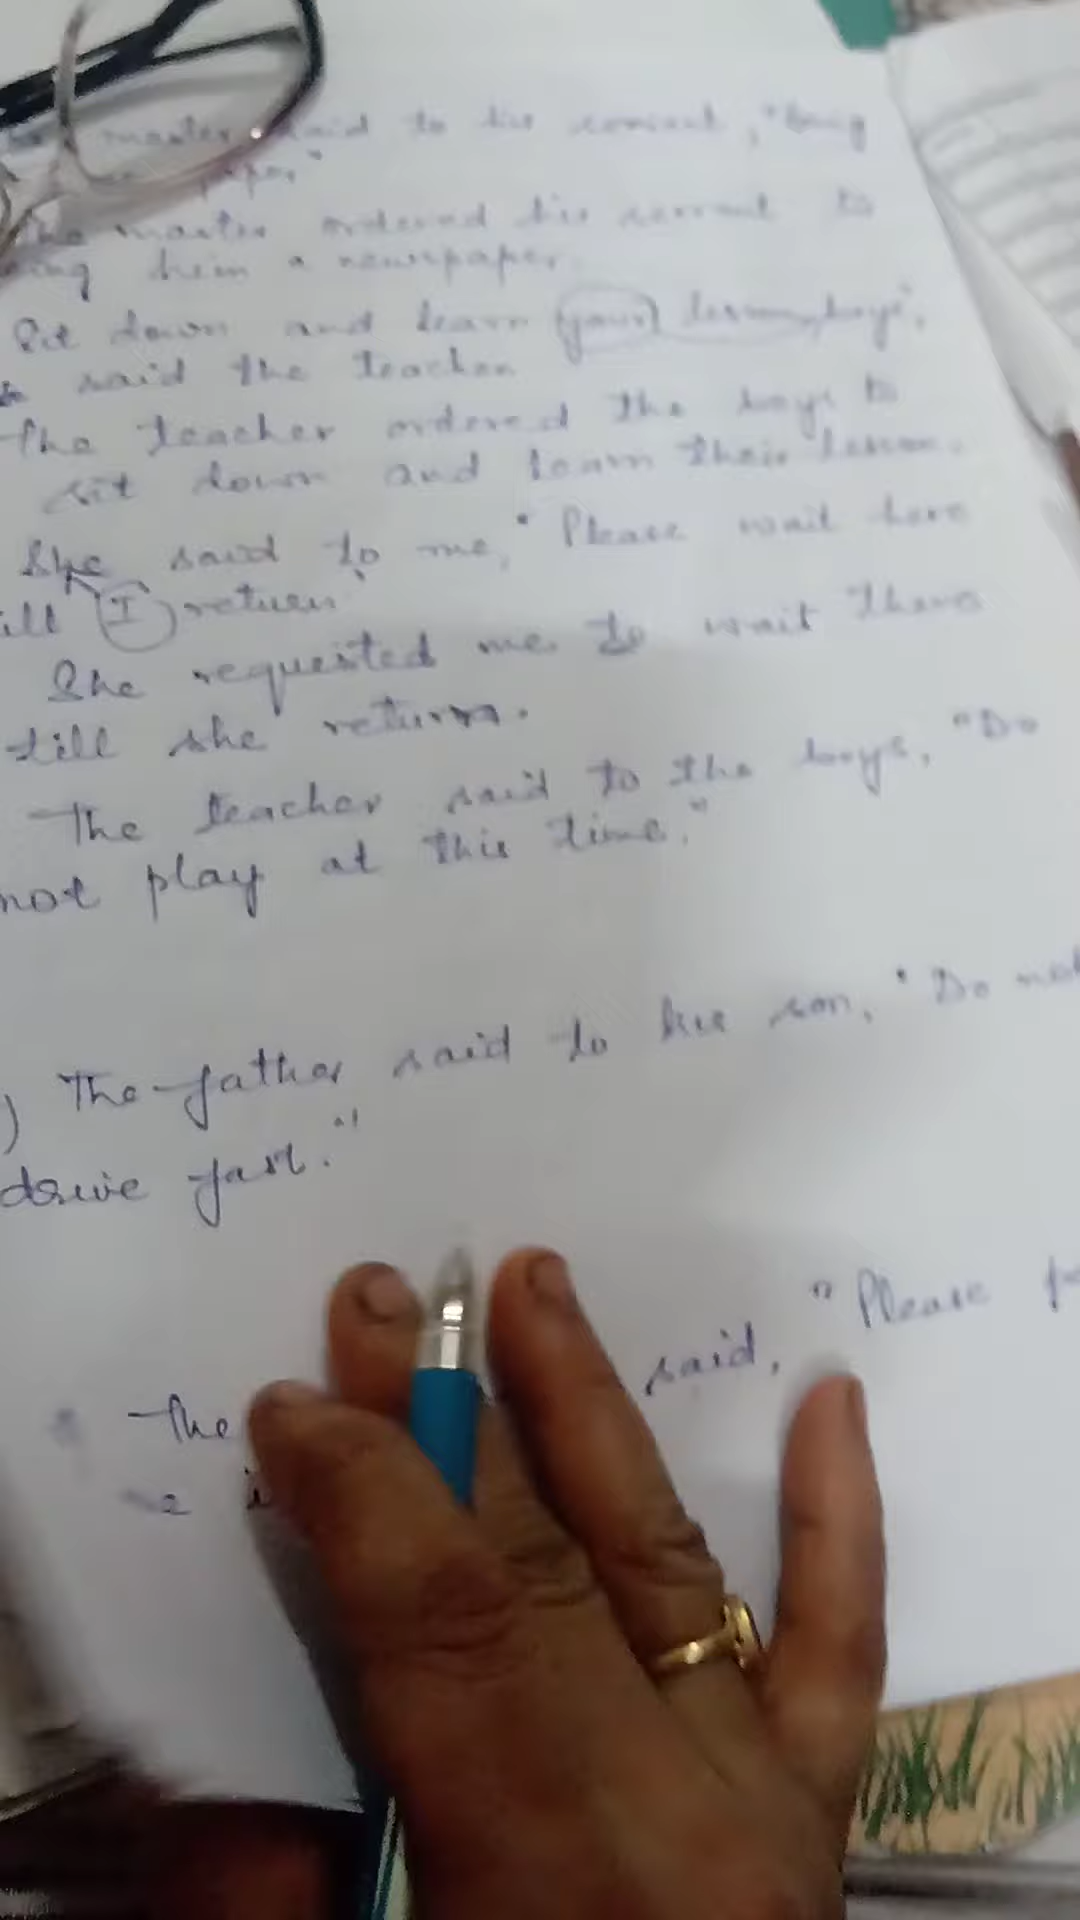 master said to his servant, "Bring
paper"
The master ordered his servant to
him a newspaper.
Sit down and learn your lesson, boys",
said the teacher
The teacher ordered the boys to
sit down and learn their lesson.
She said to me, "Please wait here
till I return"
She requested me to wait there
till she return.
The teacher said to the boys, "Do
not play at this time."
) The father said to his son, "Do not
drive fast."
The said, "Please